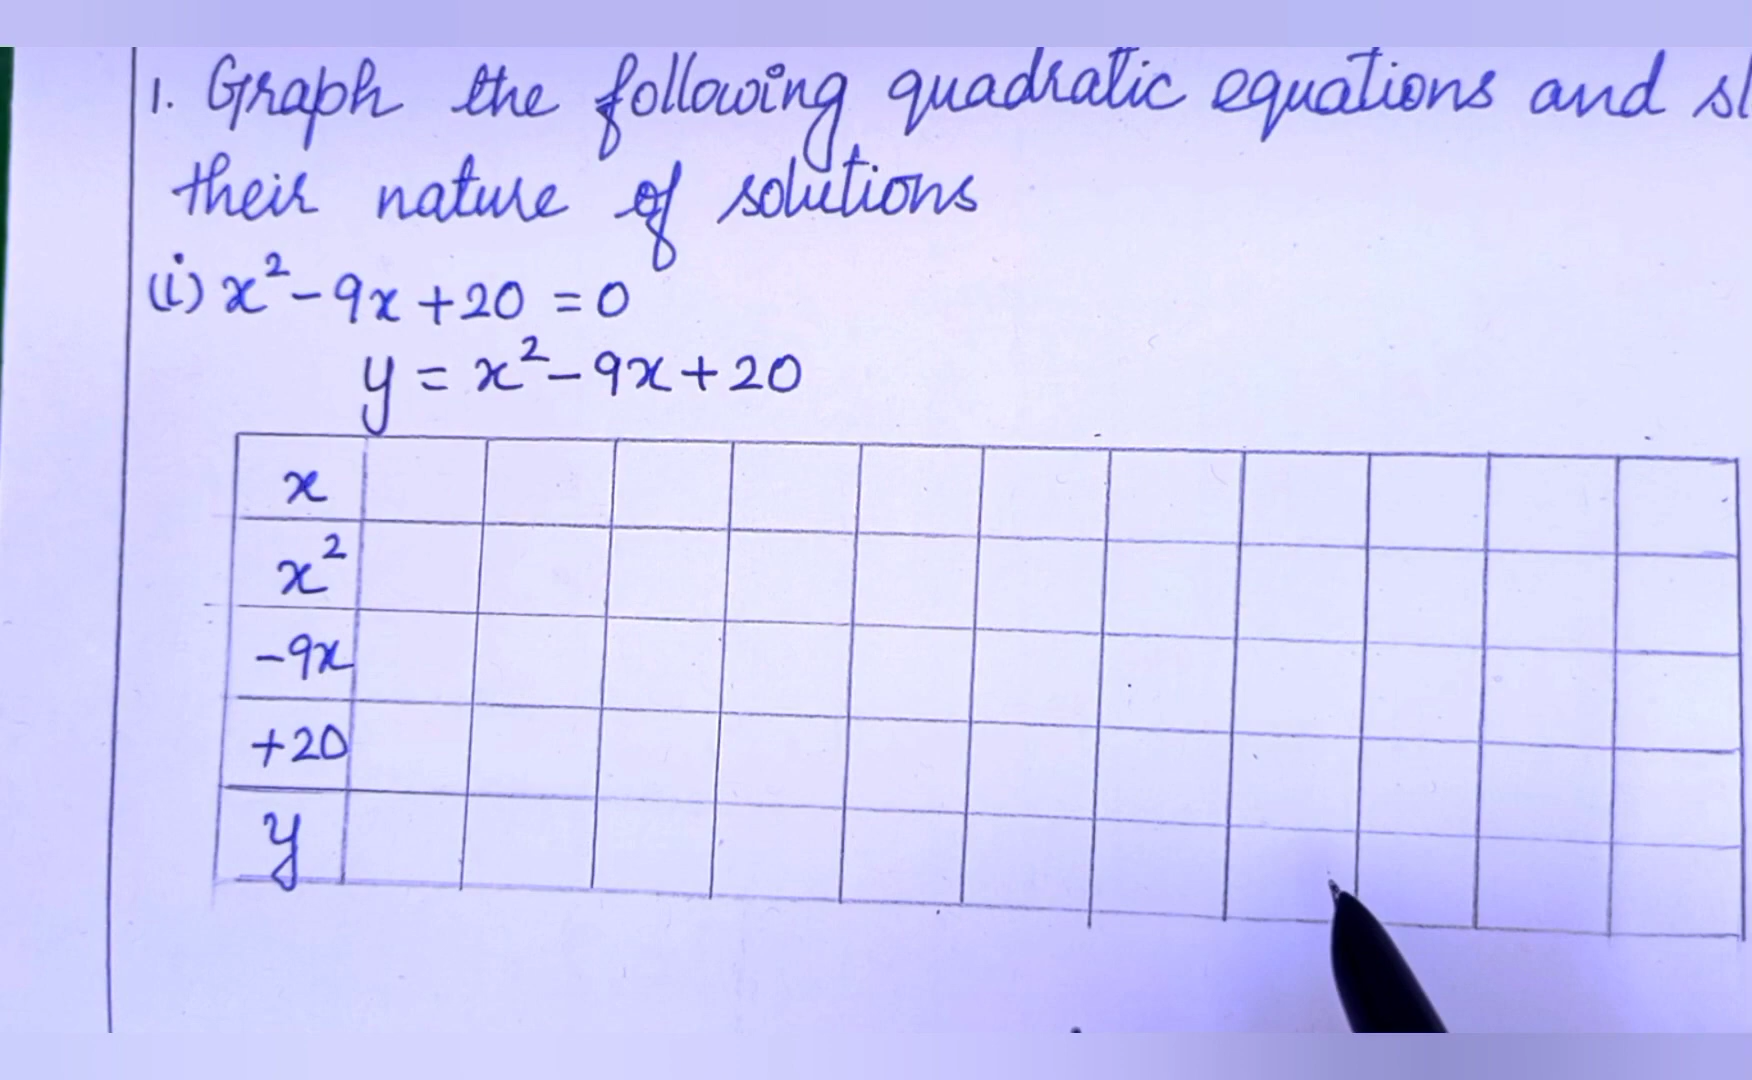 1. Graph the following quadratic equations and
their nature of solutions
(i) x² - 9x + 20 = 0
y = x² - 9x + 20
x
x²
-9x
+20
y